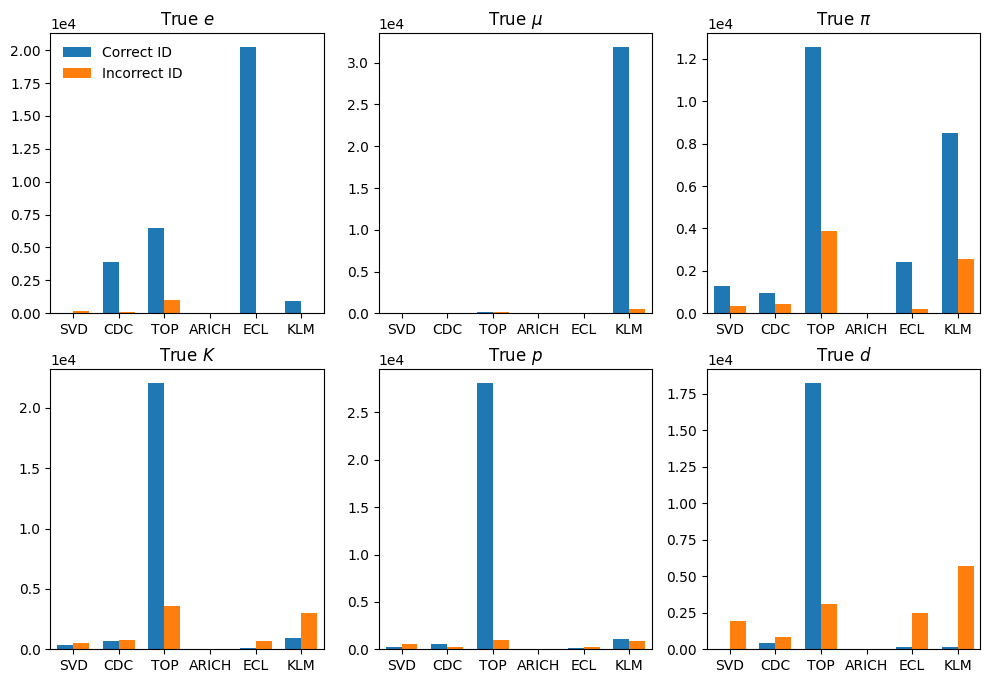 True e
1e4
Correct ID
Incorrect ID
2.00
1.75
1.50
1.25
1.00
0.75
0.50
0.25
0.00
SVD CDC TOP ARICH ECL KLM
True μ
1e4
3.0
2.5
2.0
1.5
1.0
0.5
0.0
SVD CDC TOP ARICH ECL KLM
True π
1e4
1.2
1.0
0.8
0.6
0.4
0.2
0.0
SVD CDC TOP ARICH ECL KLM
True K
1e4
2.0
1.5
1.0
0.5
0.0
SVD CDC TOP ARICH ECL KLM
True p
1e4
2.5
2.0
1.5
1.0
0.5
0.0
SVD CDC TOP ARICH ECL KLM
True d
1e4
1.75
1.50
1.25
1.00
0.75
0.50
0.25
0.00
SVD CDC TOP ARICH ECL KLM